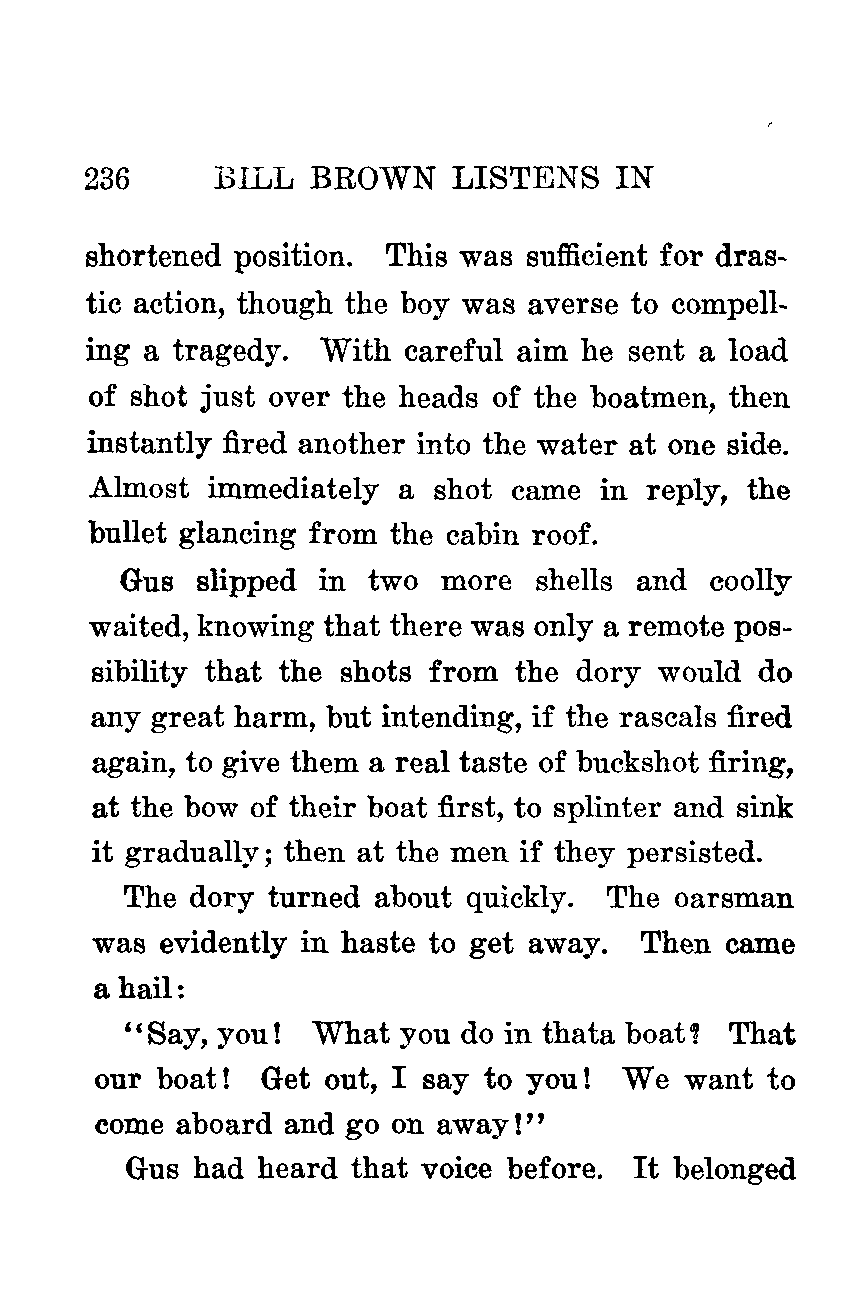 236 BILL BROWN LISTENS IN
shortened position. This was sufficient for dras-
tic action, though the boy was averse to compell-
ing a tragedy. With careful aim he sent a load
of shot just over the heads of the boatmen, then
instantly fired another into the water at one side.
Almost immediately a shot came in reply, the
bullet glancing from the cabin roof.
Gus slipped in two more shells and coolly
waited, knowing that there was only a remote pos-
sibility that the shots from the dory would do
any great harm, but intending, if the rascals fired
again, to give them a real taste of buckshot firing,
at the bow of their boat first, to splinter and sink
it gradually; then at the men if they persisted.
The dory turned about quickly. The oarsman
was evidently in haste to get away. Then came
a hail:
"Say, you! What you do in thata boat? That
our boat! Get out, I say to you! We want to
come aboard and go on away!"
Gus had heard that voice before. It belonged